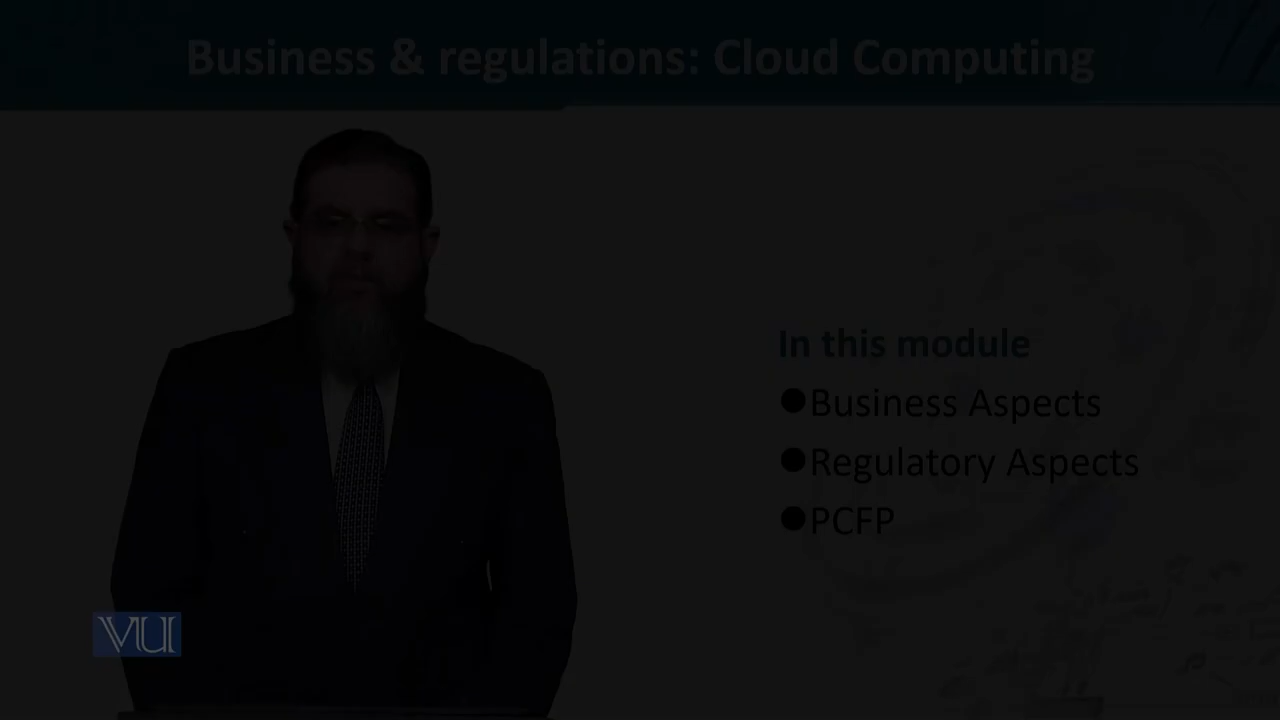 Business & regulations: Cloud Computing
In this module
●Business Aspects
●Regulatory Aspects
●PCFP
VU